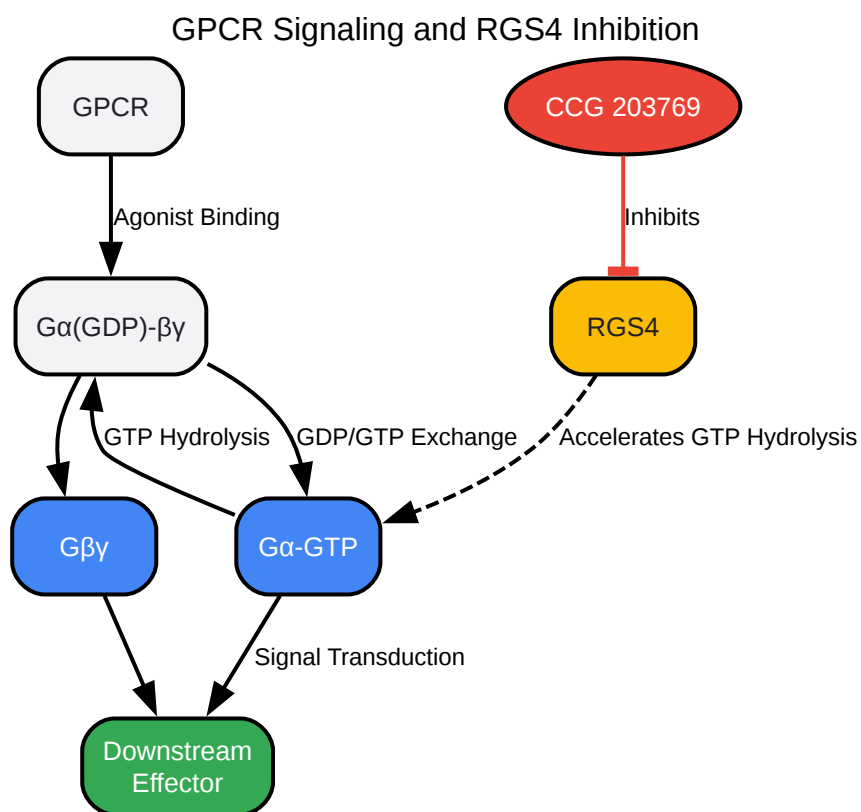 GPCR Signaling and RGS4 Inhibition
GPCR
CCG 203769
Agonist Binding
Inhibits
Gα(GDP)-βγ
RGS4
GTP Hydrolysis
GDP/GTP Exchange
Accelerates GTP Hydrolysis
Gβγ
Gα-GTP
Signal Transduction
Downstream
Effector